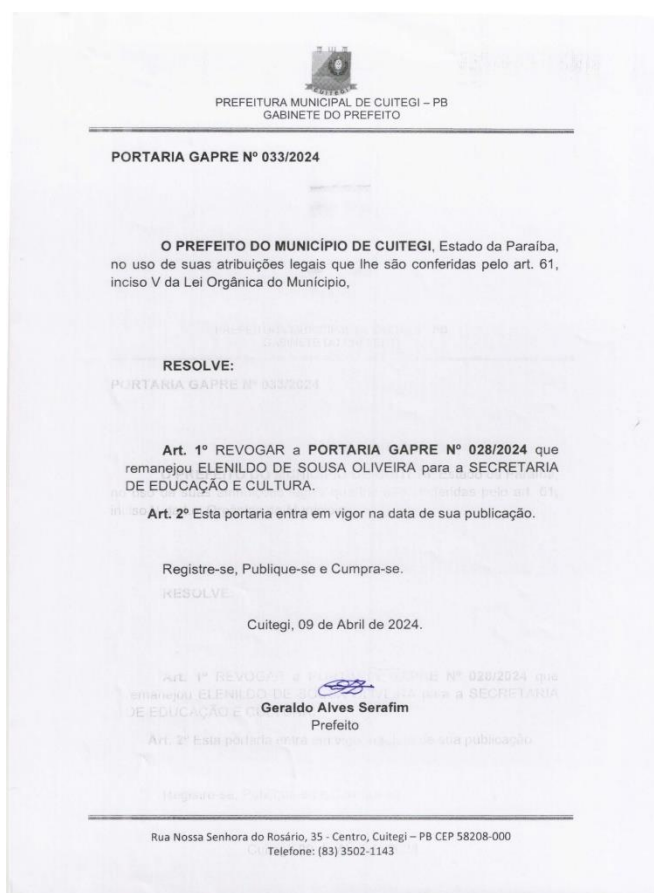 CUITEGI
PREFEITURA MUNICIPAL DE CUITEGI – PB
GABINETE DO PREFEITO
PORTARIA GAPRE Nº 033/2024
O PREFEITO DO MUNICÍPIO DE CUITEGI, Estado da Paraíba,
no uso de suas atribuições legais que lhe são conferidas pelo art. 61,
inciso V da Lei Orgânica do Munícipio,
RESOLVE:
Art. 1º REVOGAR a PORTARIA GAPRE Nº 028/2024 que
remanejou ELENILDO DE SOUSA OLIVEIRA para a SECRETARIA
DE EDUCAÇÃO E CULTURA.
Art. 2º Esta portaria entra em vigor na data de sua publicação.
Registre-se, Publique-se e Cumpra-se.
Cuitegi, 09 de Abril de 2024.
Geraldo Alves Serafim
Prefeito
Rua Nossa Senhora do Rosário, 35 - Centro, Cuitegi – PB CEP 58208-000
Telefone: (83) 3502-1143